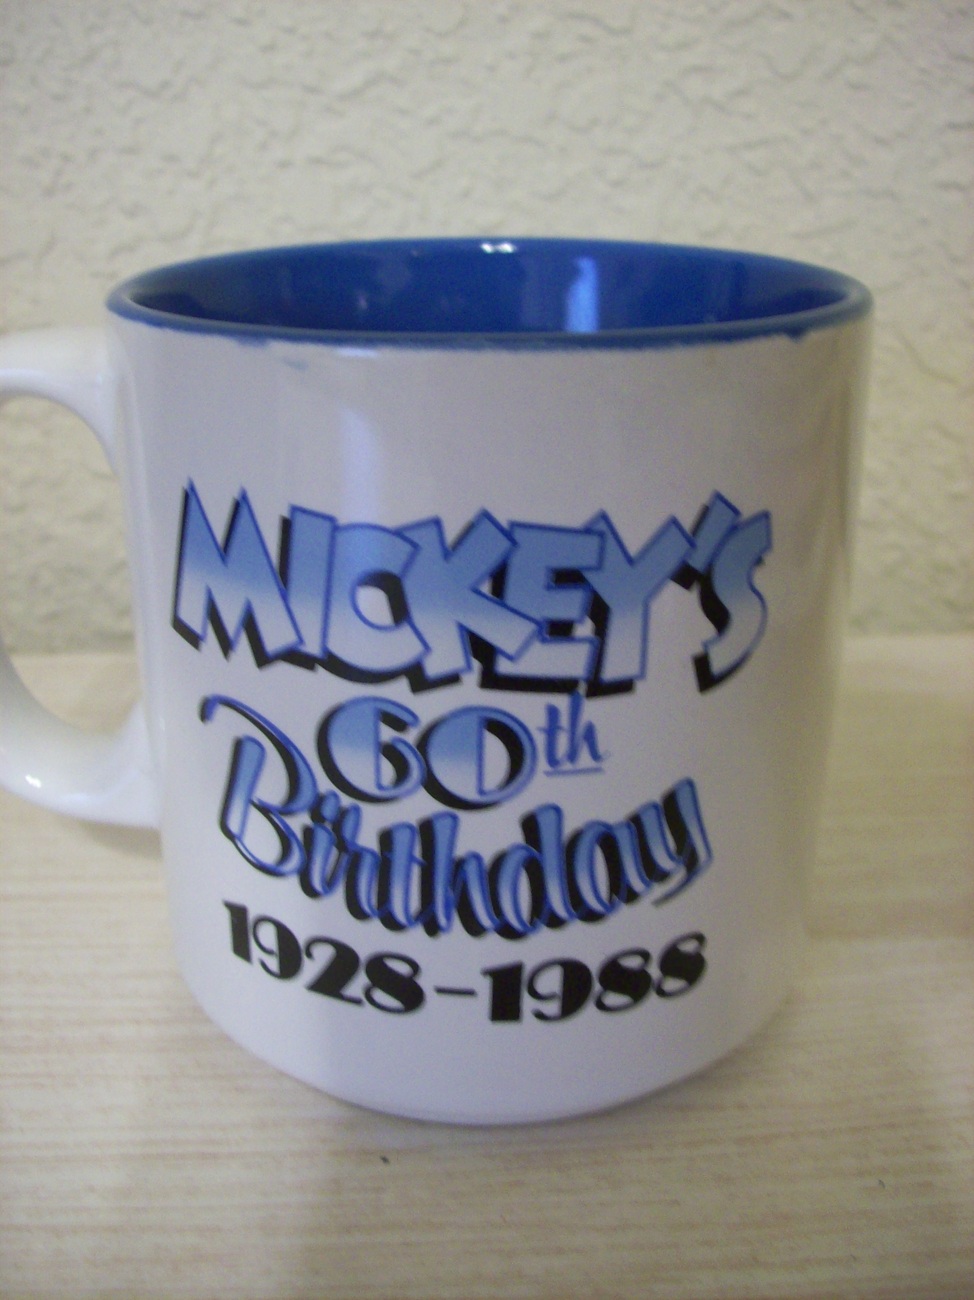 MICKEY'S
60th
Birthday
1928-1988